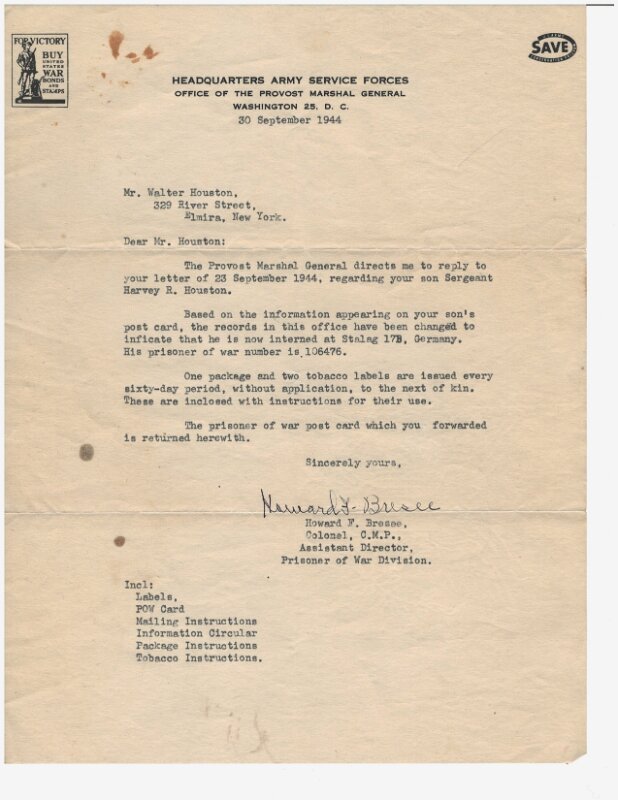 FOR VICTORY
BUY
UNITED
STATES
WAR
BONDS
AND
STAMPS
SAVE
HEADQUARTERS ARMY SERVICE FORCES
OFFICE OF THE PROVOST MARSHAL GENERAL
WASHINGTON 25, D. C.
30 September 1944
Mr. Walter Houston,
329 River Street,
Elmira, New York.
Dear Mr. Houston:
The Provost Marshal General directs me to reply to
your letter of 23 September 1944, regarding your son Sergeant
Harvey R. Houston.
Based on the information appearing on your son's
post card, the records in this office have been changed to
inficate that he is now interned at Stalag 17B, Germany.
His prisoner of war number is 106476.
One package and two tobacco labels are issued every
sixty-day period, without application, to the next of kin.
These are inclosed with instructions for their use.
The prisoner of war post card which you forwarded
is returned herewith.
Sincerely yours,
Howard F. Bresee
Howard F. Bresee,
Colonel, C.M.P.,
Assistant Director,
Prisoner of War Division.
Incl:
Labels,
POW Card
Mailing Instructions
Information Circular
Package Instructions
Tobacco Instructions.